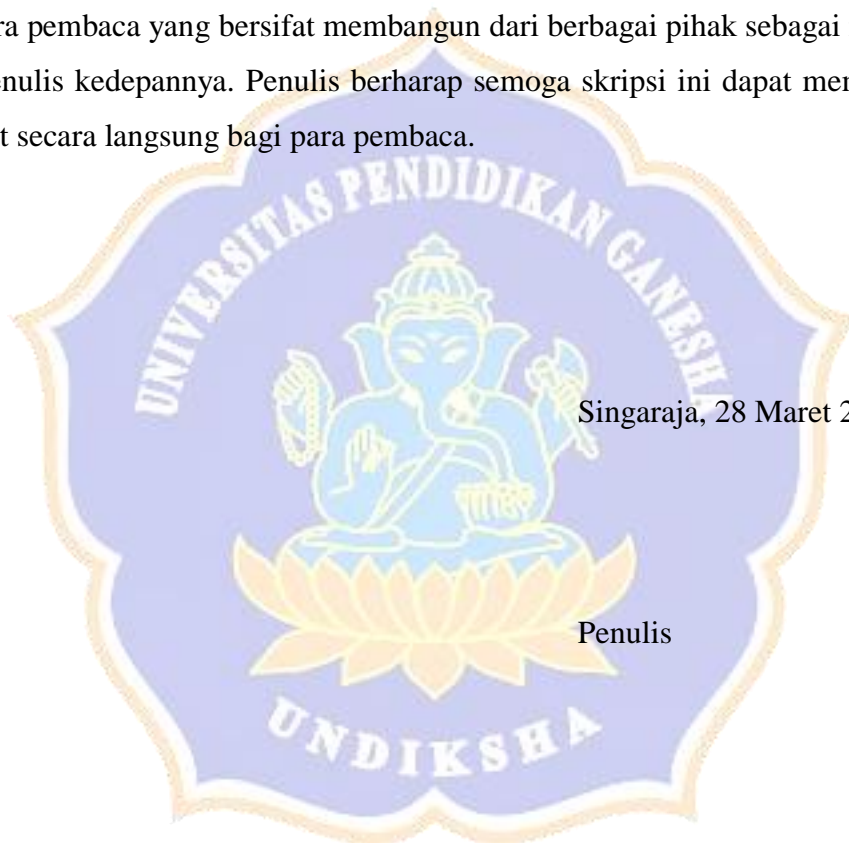 ra pembaca yang bersifat membangun dari berbagai pihak sebagai
enulis kedepannya. Penulis berharap semoga skripsi ini dapat mer
t secara langsung bagi para pembaca.
UNIVERSITAS PENDIDIKAN GANESHA
Singaraja, 28 Maret 2
Penulis
UNDIKSHA